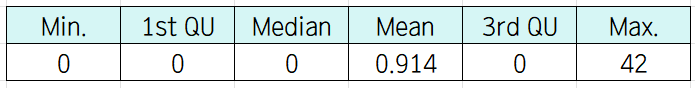 Min. 1st QU Median Mean 3rd QU Max.
0 0 0 0.914 0 42